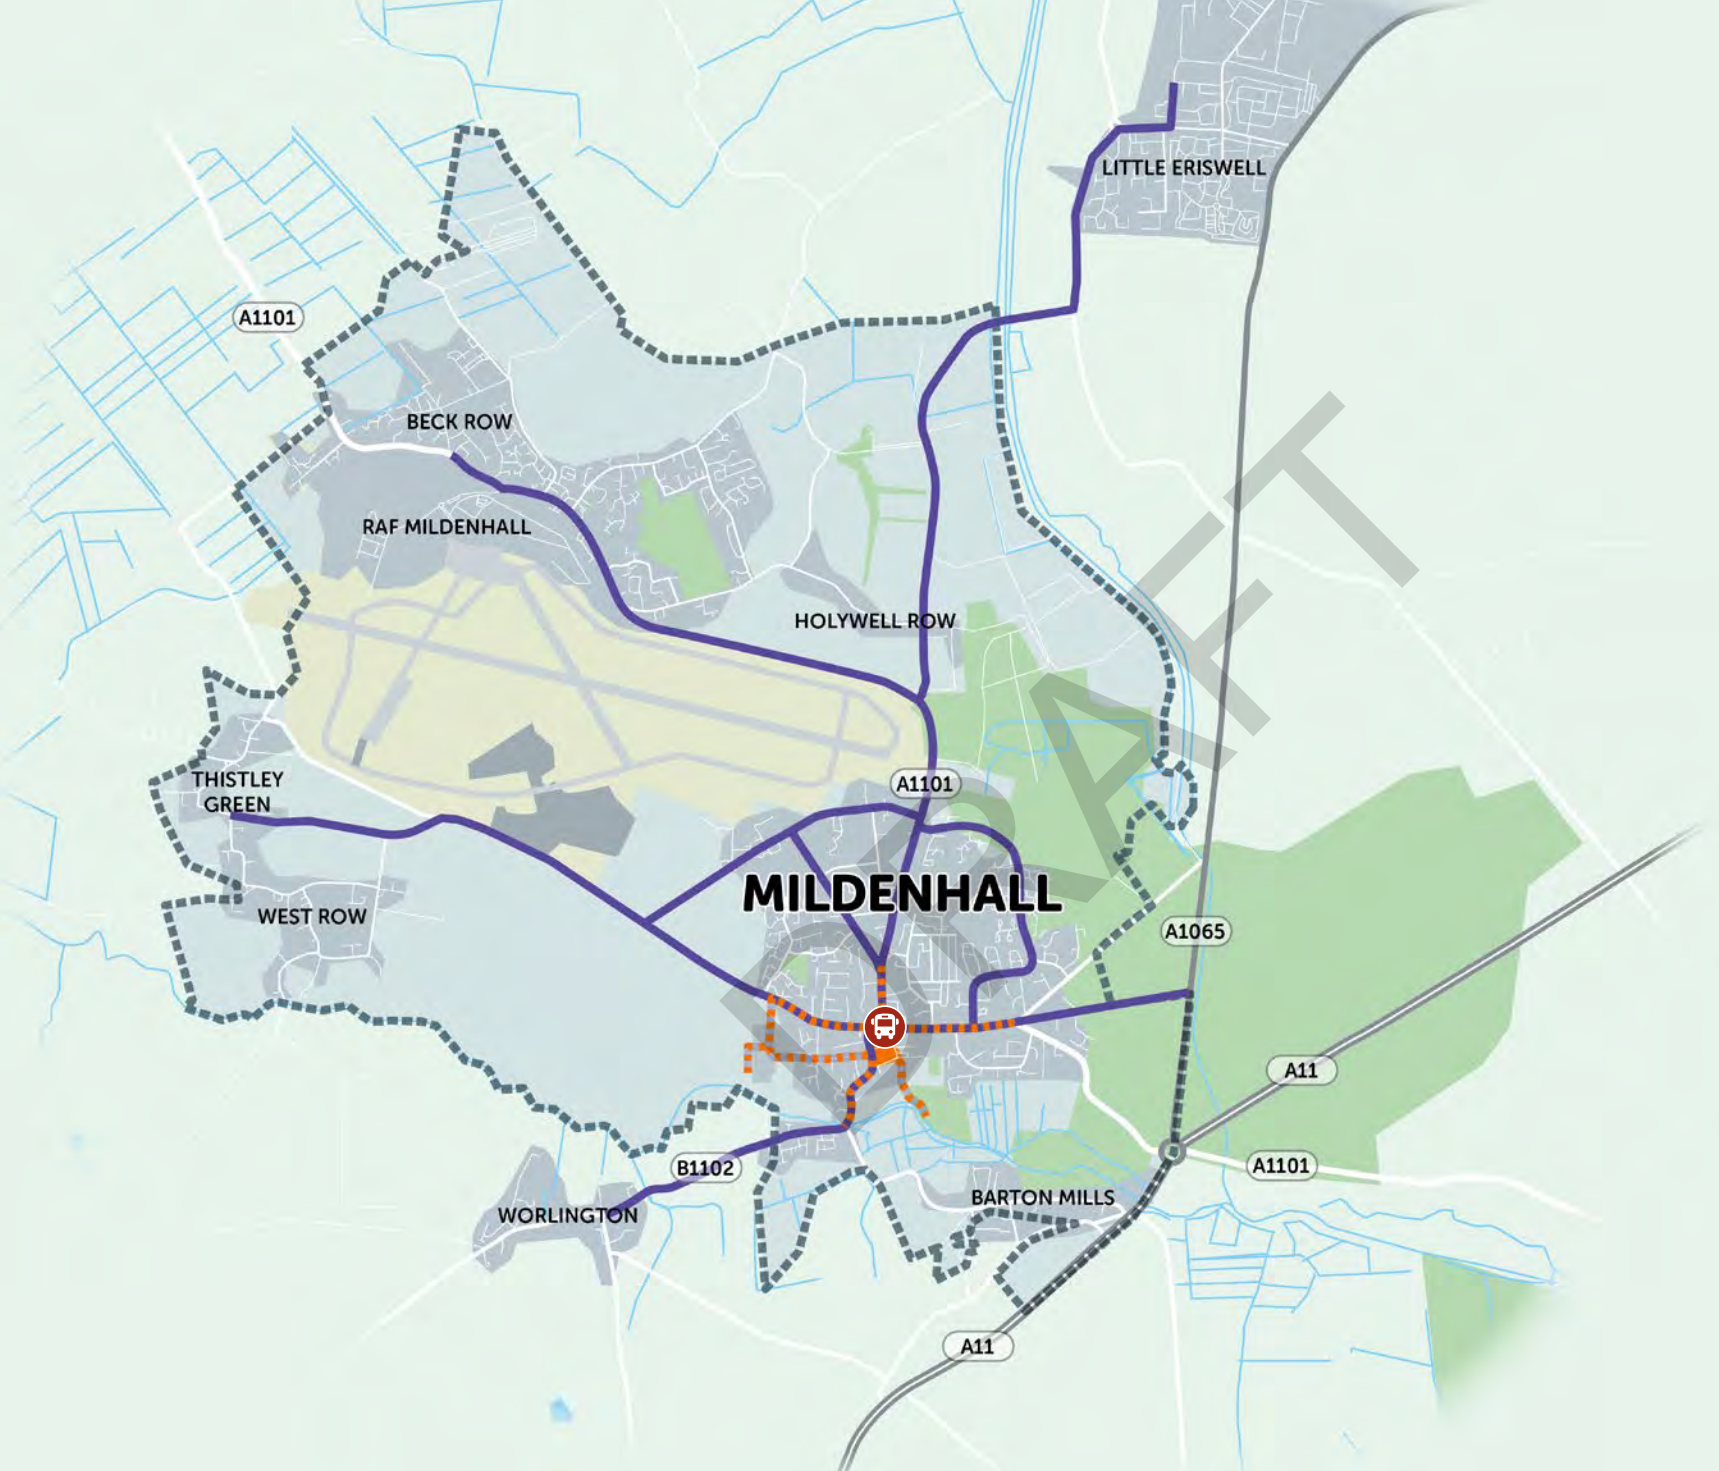 LITTLE ERISWELL
A1101
BECK ROW
RAF MILDENHALL
HOLYWELL ROW
THISTLEY
GREEN
A1101
MILDENHALL
WEST ROW
A1065
A11
B1102
A1101
BARTON MILLS
WORLINGTON
A11
DRAFT